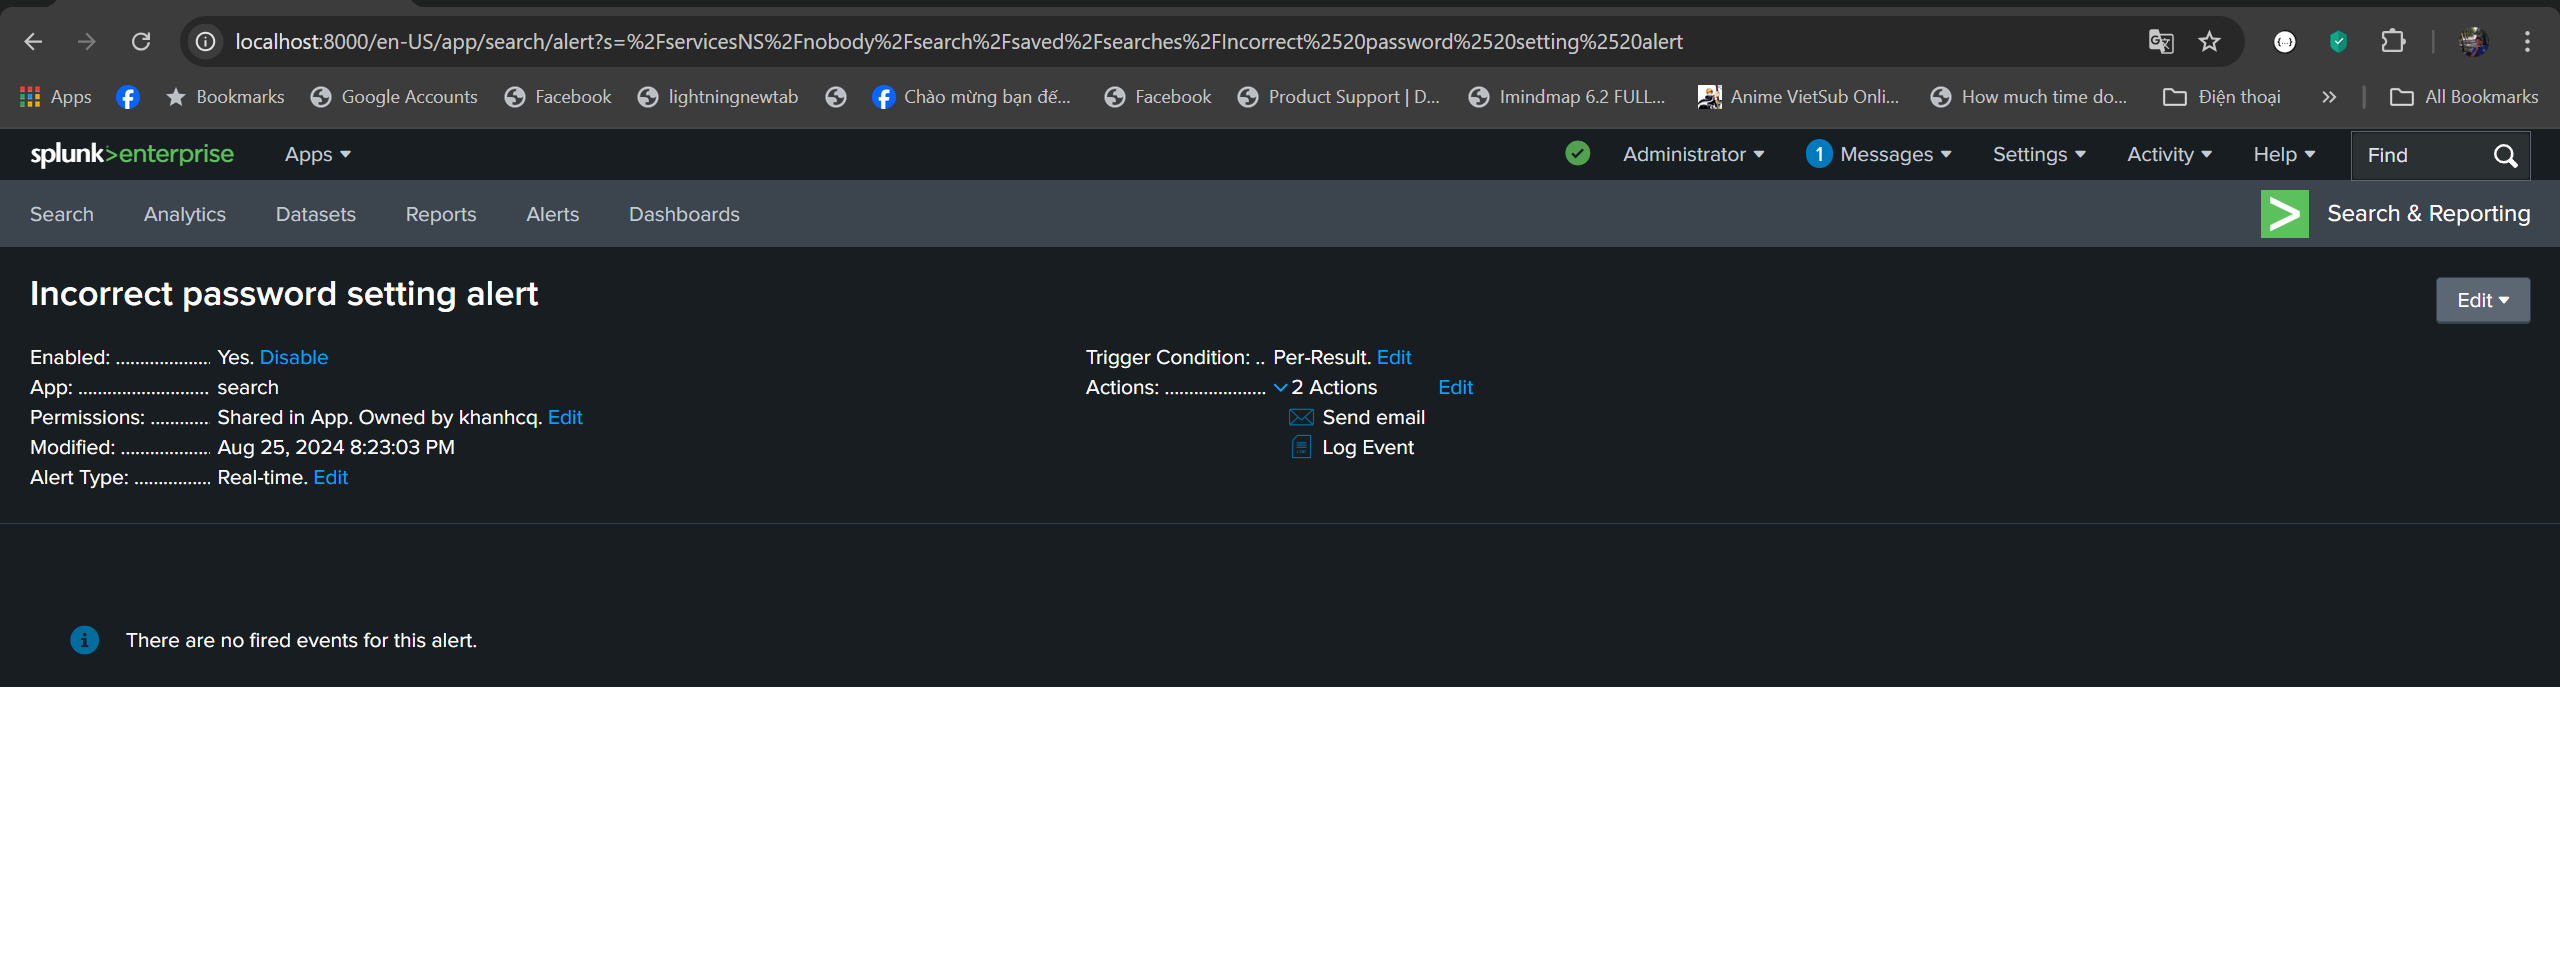 localhost:8000/en-US/app/search/alert?s=%2FservicesNS%2Fnobody%2Fsearch%2Fsaved%2Fsearches%2FIncorrect%2520password%2520setting%2520alert
Apps Bookmarks Google Accounts Facebook lightningnewtab Chào mừng bạn đế... Facebook Product Support | D... Imindmap 6.2 FULL... Anime VietSub Onli... How much time do... Điện thoại » All Bookmarks
splunk>enterprise Apps Administrator 1 Messages Settings Activity Help Find
Search Analytics Datasets Reports Alerts Dashboards > Search & Reporting
Incorrect password setting alert Edit
Enabled: ................... Yes. Disable Trigger Condition: .. Per-Result. Edit
App: ........................... search Actions: ..................... 2 Actions Edit
Permissions: ............ Shared in App. Owned by khanhcq. Edit Send email
Modified: .................. Aug 25, 2024 8:23:03 PM Log Event
Alert Type: ................ Real-time. Edit
There are no fired events for this alert.